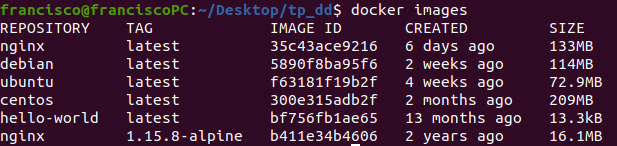 francisco@franciscoPC:~/Desktop/tp_dd$ docker images
REPOSITORY TAG IMAGE ID CREATED SIZE
nginx latest 35c43ace9216 6 days ago 133MB
debian latest 5890f8ba95f6 2 weeks ago 114MB
ubuntu latest f63181f19b2f 4 weeks ago 72.9MB
centos latest 300e315adb2f 2 months ago 209MB
hello-world latest bf756fb1ae65 13 months ago 13.3kB
nginx 1.15.8-alpine b411e34b4606 2 years ago 16.1MB